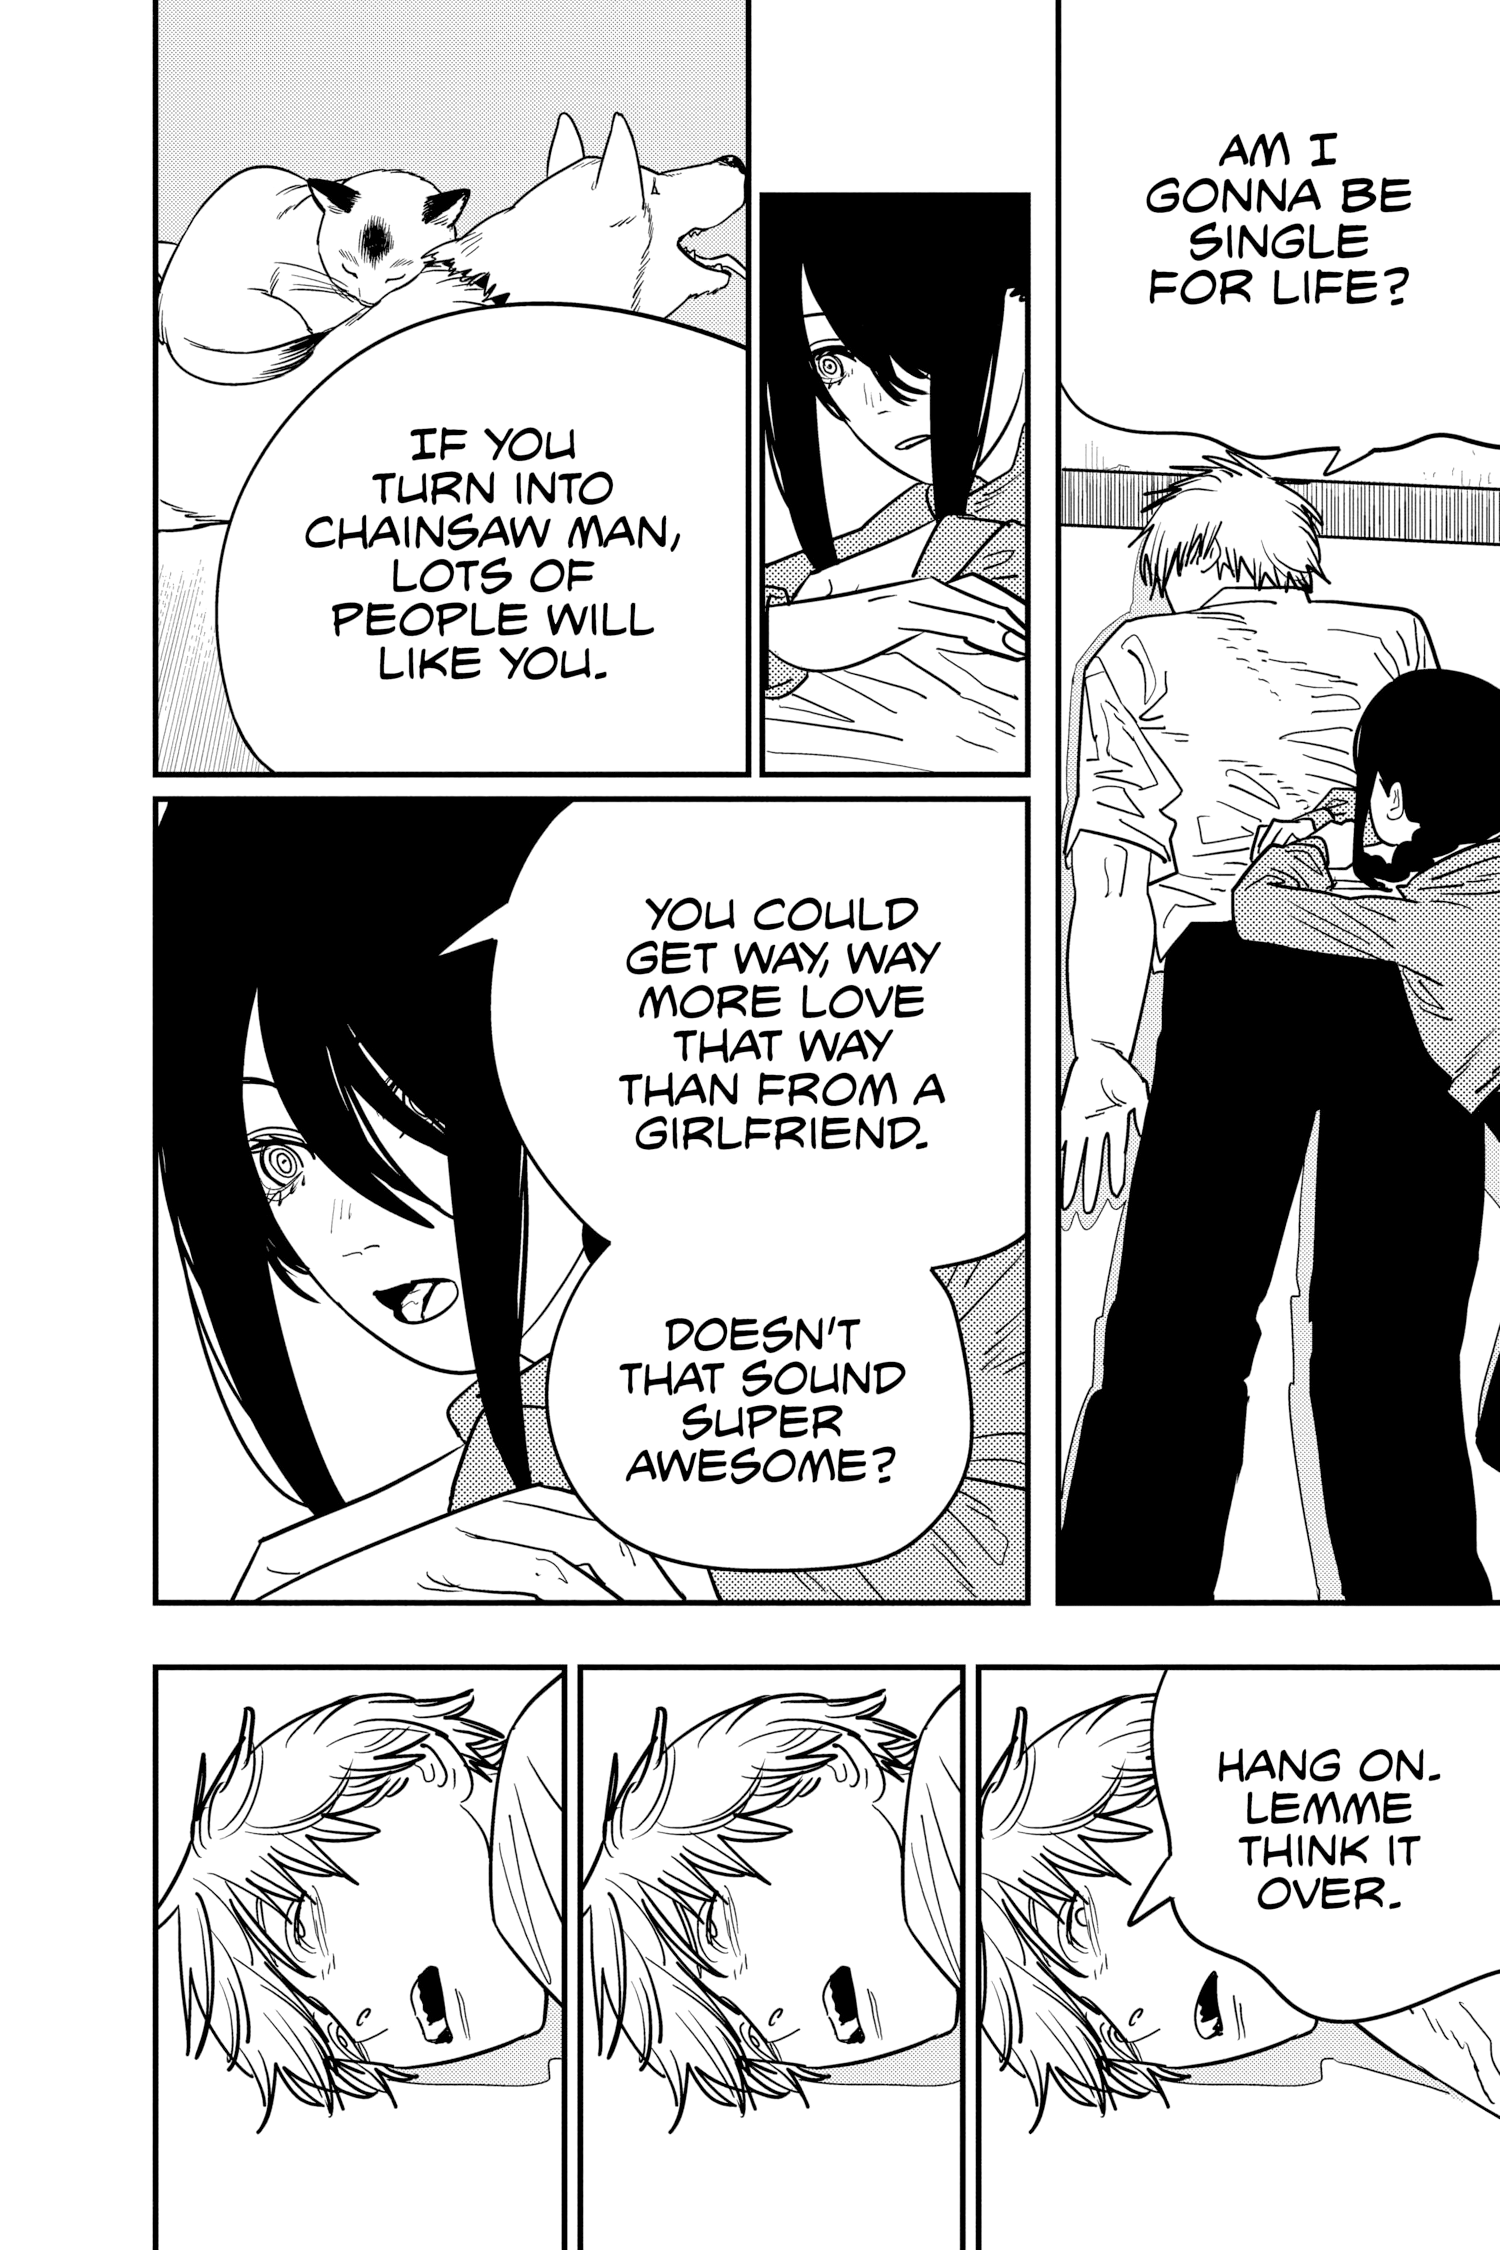 AM I
GONNA BE
SINGLE
FOR LIFE?
IF YOU
TURN INTO
CHAINSAW MAN,
LOTS OF
PEOPLE WILL
LIKE YOU.
YOU COULD
GET WAY, WAY
MORE LOVE
THAT WAY
THAN FROM A
GIRLFRIEND.
DOESN'T
THAT SOUND
SUPER
AWESOME?
HANG ON.
LEMME
THINK IT
OVER.